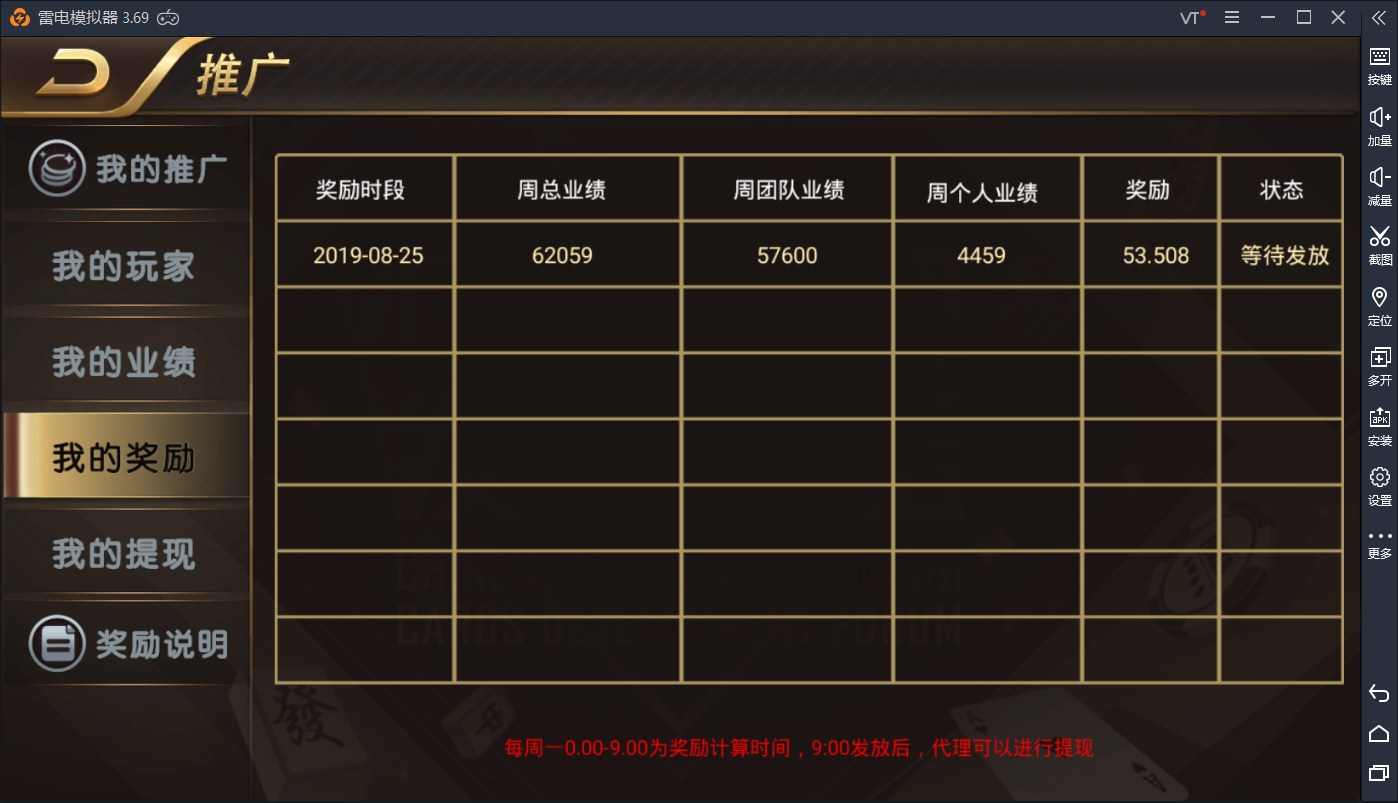 雷电模拟器 3.69
VT
推广
我的推广
我的玩家
我的业绩
我的奖励
我的提现
奖励说明
奖励时段 周总业绩 周团队业绩 周个人业绩 奖励 状态
2019-08-25 62059 57600 4459 53.508 等待发放
發
每周一0.00-9.00为奖励计算时间，9:00发放后，代理可以进行提现
按键
加量
减量
截图
定位
多开
APK
安装
设置
更多